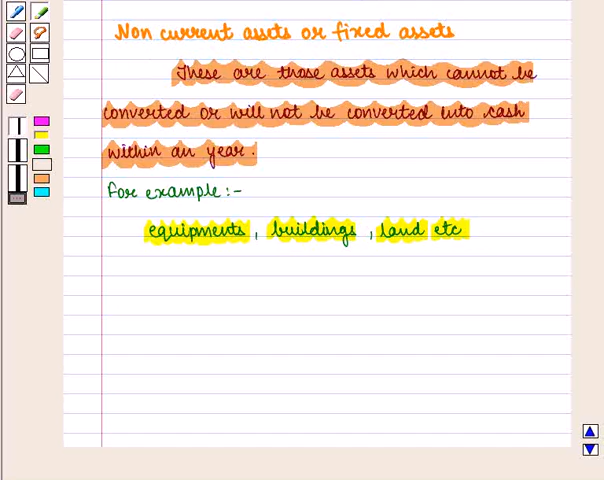 Non current assets or fixed assets
These are those assets which cannot be
converted or will not be converted into cash
within an year.
For example :-
equipments, buildings, land etc